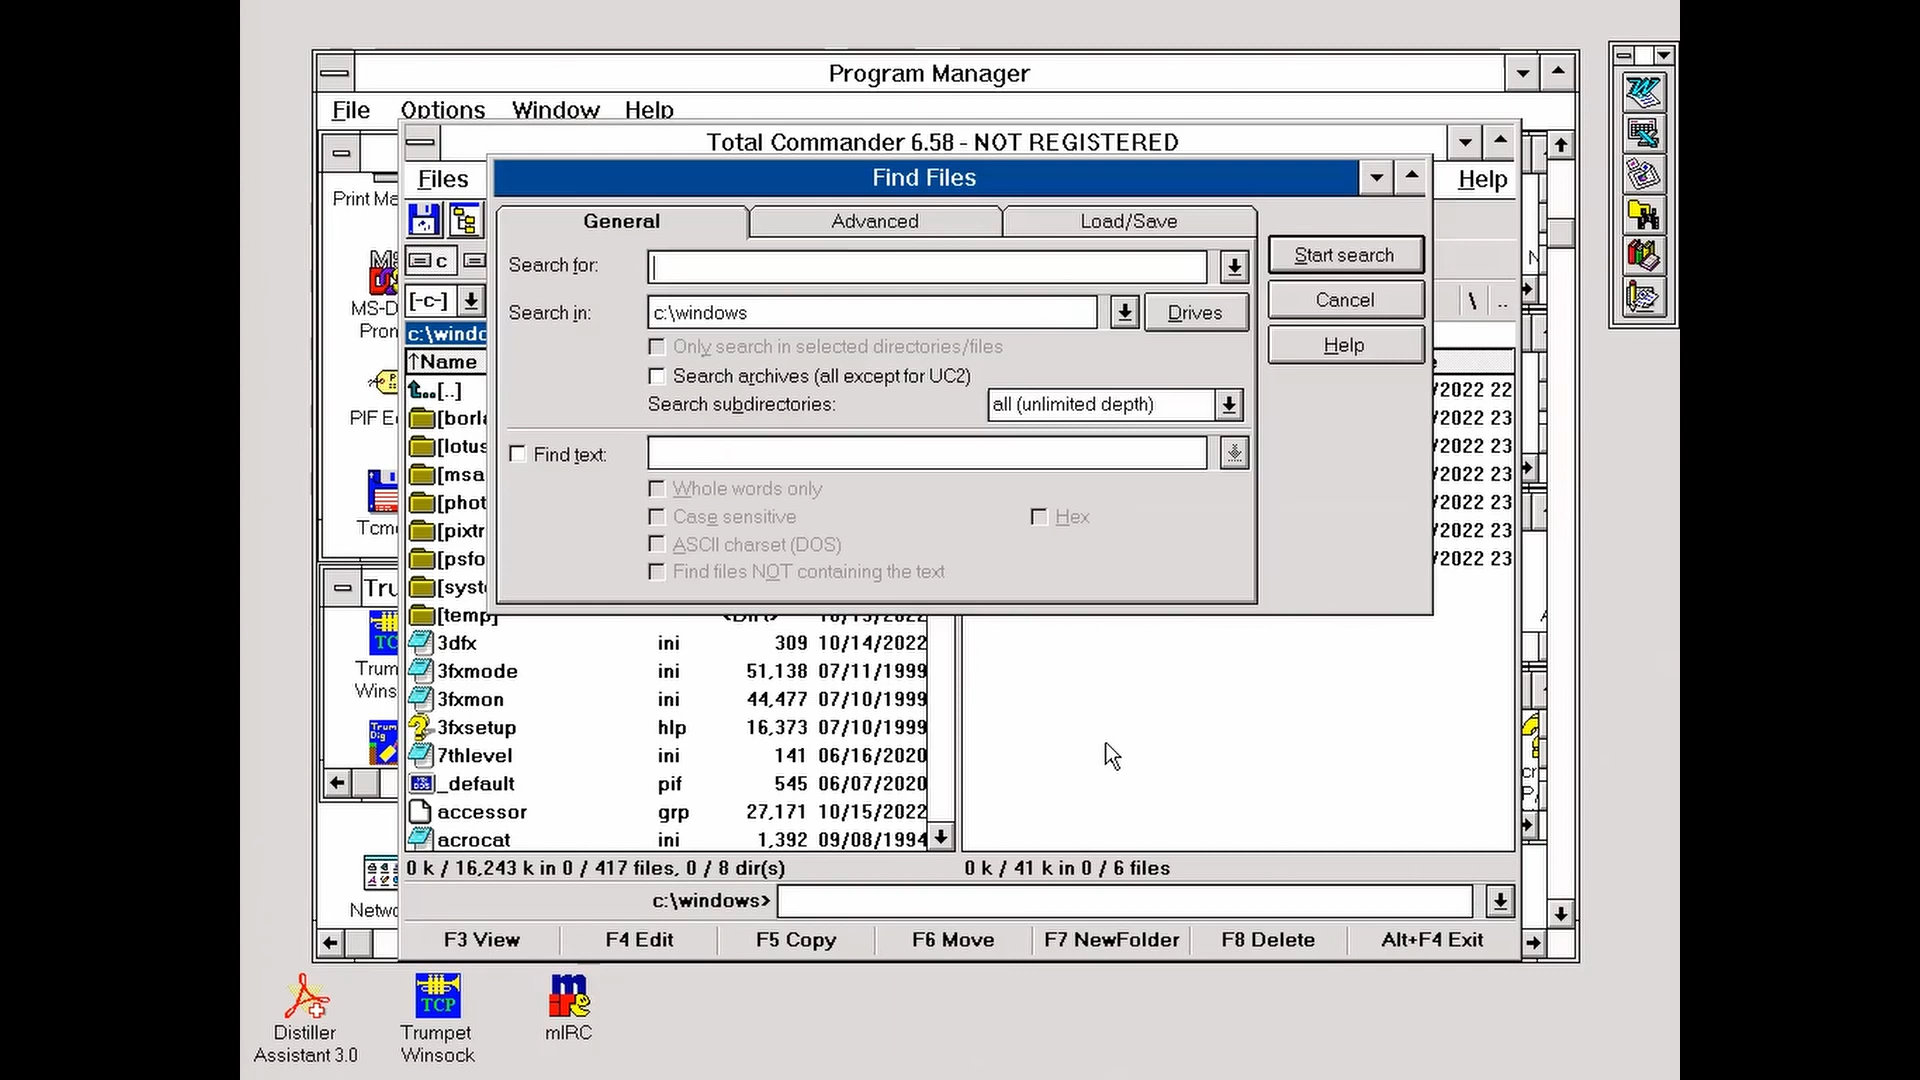 Program Manager
File Options Window Help
Total Commander 6.58 - NOT REGISTERED
Files Help
Find Files
General Advanced Load/Save
Search for:
Start search
Search in: c:\windows Drives
Cancel
Only search in selected directories/files
Help
Search archives (all except for UC2)
Search subdirectories: all (unlimited depth)
Find text:
Whole words only
Case sensitive Hex
ASCII charset (DOS)
Find files NOT containing the text
Print Ma
MS-D
Pron
PIF E
Tcm
Tru
Trum
Wins
Netwo
c
[-c-] \ ..
c:\windo
↑Name
[..] /2022 22
[borl /2022 23
[lotus /2022 23
[msa /2022 23
[phot /2022 23
[pixtr /2022 23
[psfo /2022 23
[syst
[temp] <DIR> 10/15/2022
3dfx ini 309 10/14/2022
3fxmode ini 51,138 07/11/1999
3fxmon ini 44,477 07/10/1999
3fxsetup hlp 16,373 07/10/1999
7thlevel ini 141 06/16/2020
_default pif 545 06/07/2020
accessor grp 27,171 10/15/2022
acrocat ini 1,392 09/08/1994
0 k / 16,243 k in 0 / 417 files, 0 / 8 dir(s) 0 k / 41 k in 0 / 6 files
c:\windows>
F3 View F4 Edit F5 Copy F6 Move F7 NewFolder F8 Delete Alt+F4 Exit
Distiller
Assistant 3.0
TCP
Trumpet
Winsock
mIRC